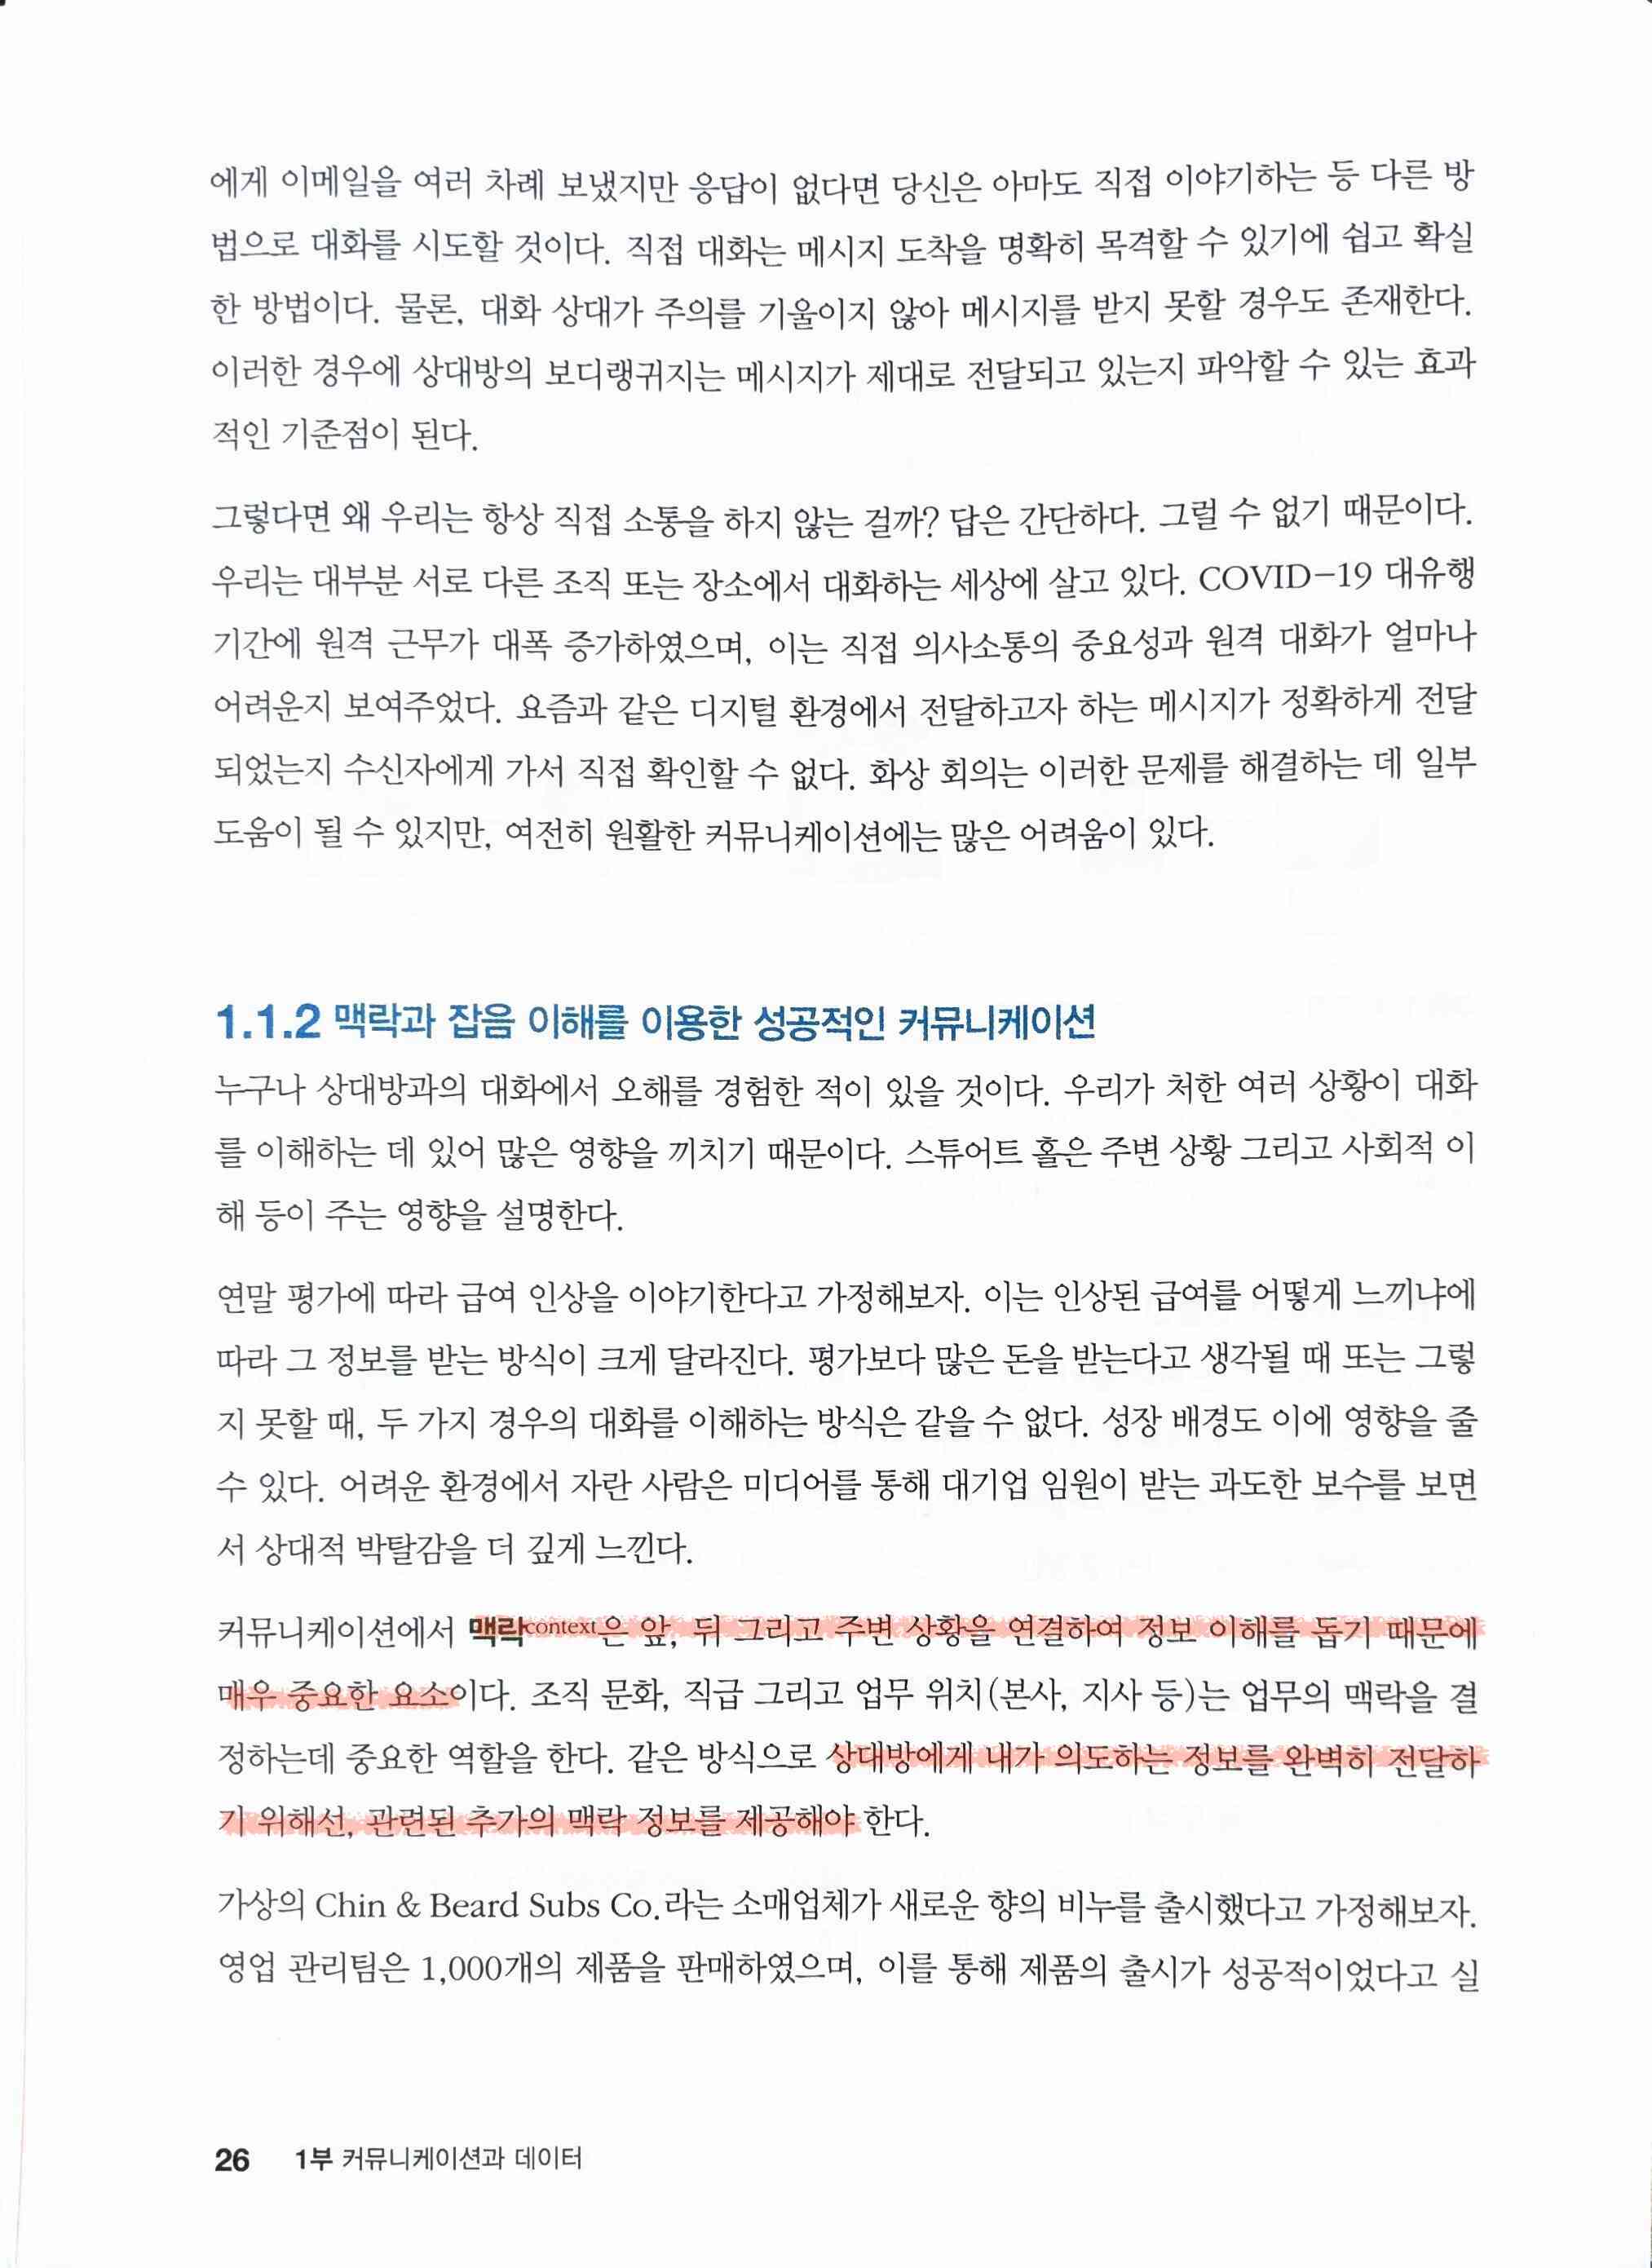 에게 이메일을 여러 차례 보냈지만 응답이 없다면 당신은 아마도 직접 이야기하는 등 다른 방
법으로 대화를 시도할 것이다. 직접 대화는 메시지 도착을 명확히 목격할 수 있기에 쉽고 확실
한 방법이다. 물론, 대화 상대가 주의를 기울이지 않아 메시지를 받지 못할 경우도 존재한다.
이러한 경우에 상대방의 보디랭귀지는 메시지가 제대로 전달되고 있는지 파악할 수 있는 효과
적인 기준점이 된다.
그렇다면 왜 우리는 항상 직접 소통을 하지 않는 걸까? 답은 간단하다. 그럴 수 없기 때문이다.
우리는 대부분 서로 다른 조직 또는 장소에서 대화하는 세상에 살고 있다. COVID-19 대유행
기간에 원격 근무가 대폭 증가하였으며, 이는 직접 의사소통의 중요성과 원격 대화가 얼마나
어려운지 보여주었다. 요즘과 같은 디지털 환경에서 전달하고자 하는 메시지가 정확하게 전달
되었는지 수신자에게 가서 직접 확인할 수 없다. 화상 회의는 이러한 문제를 해결하는 데 일부
도움이 될 수 있지만, 여전히 원활한 커뮤니케이션에는 많은 어려움이 있다.
1.1.2 맥락과 잡음 이해를 이용한 성공적인 커뮤니케이션
누구나 상대방과의 대화에서 오해를 경험한 적이 있을 것이다. 우리가 처한 여러 상황이 대화
를 이해하는 데 있어 많은 영향을 끼치기 때문이다. 스튜어트 홀은 주변 상황 그리고 사회적 이
해 등이 주는 영향을 설명한다.
연말 평가에 따라 급여 인상을 이야기한다고 가정해보자. 이는 인상된 급여를 어떻게 느끼냐에
따라 그 정보를 받는 방식이 크게 달라진다. 평가보다 많은 돈을 받는다고 생각될 때 또는 그렇
지 못할 때, 두 가지 경우의 대화를 이해하는 방식은 같을 수 없다. 성장 배경도 이에 영향을 줄
수 있다. 어려운 환경에서 자란 사람은 미디어를 통해 대기업 임원이 받는 과도한 보수를 보면
서 상대적 박탈감을 더 깊게 느낀다.
커뮤니케이션에서 맥락context은 앞, 뒤 그리고 주변 상황을 연결하여 정보 이해를 돕기 때문에
매우 중요한 요소이다. 조직 문화, 직급 그리고 업무 위치(본사, 지사 등)는 업무의 맥락을 결
정하는데 중요한 역할을 한다. 같은 방식으로 상대방에게 내가 의도하는 정보를 완벽히 전달하
기 위해선, 관련된 추가의 맥락 정보를 제공해야 한다.
가상의 Chin & Beard Subs Co.라는 소매업체가 새로운 향의 비누를 출시했다고 가정해보자.
영업 관리팀은 1,000개의 제품을 판매하였으며, 이를 통해 제품의 출시가 성공적이었다고 실
26 1부 커뮤니케이션과 데이터